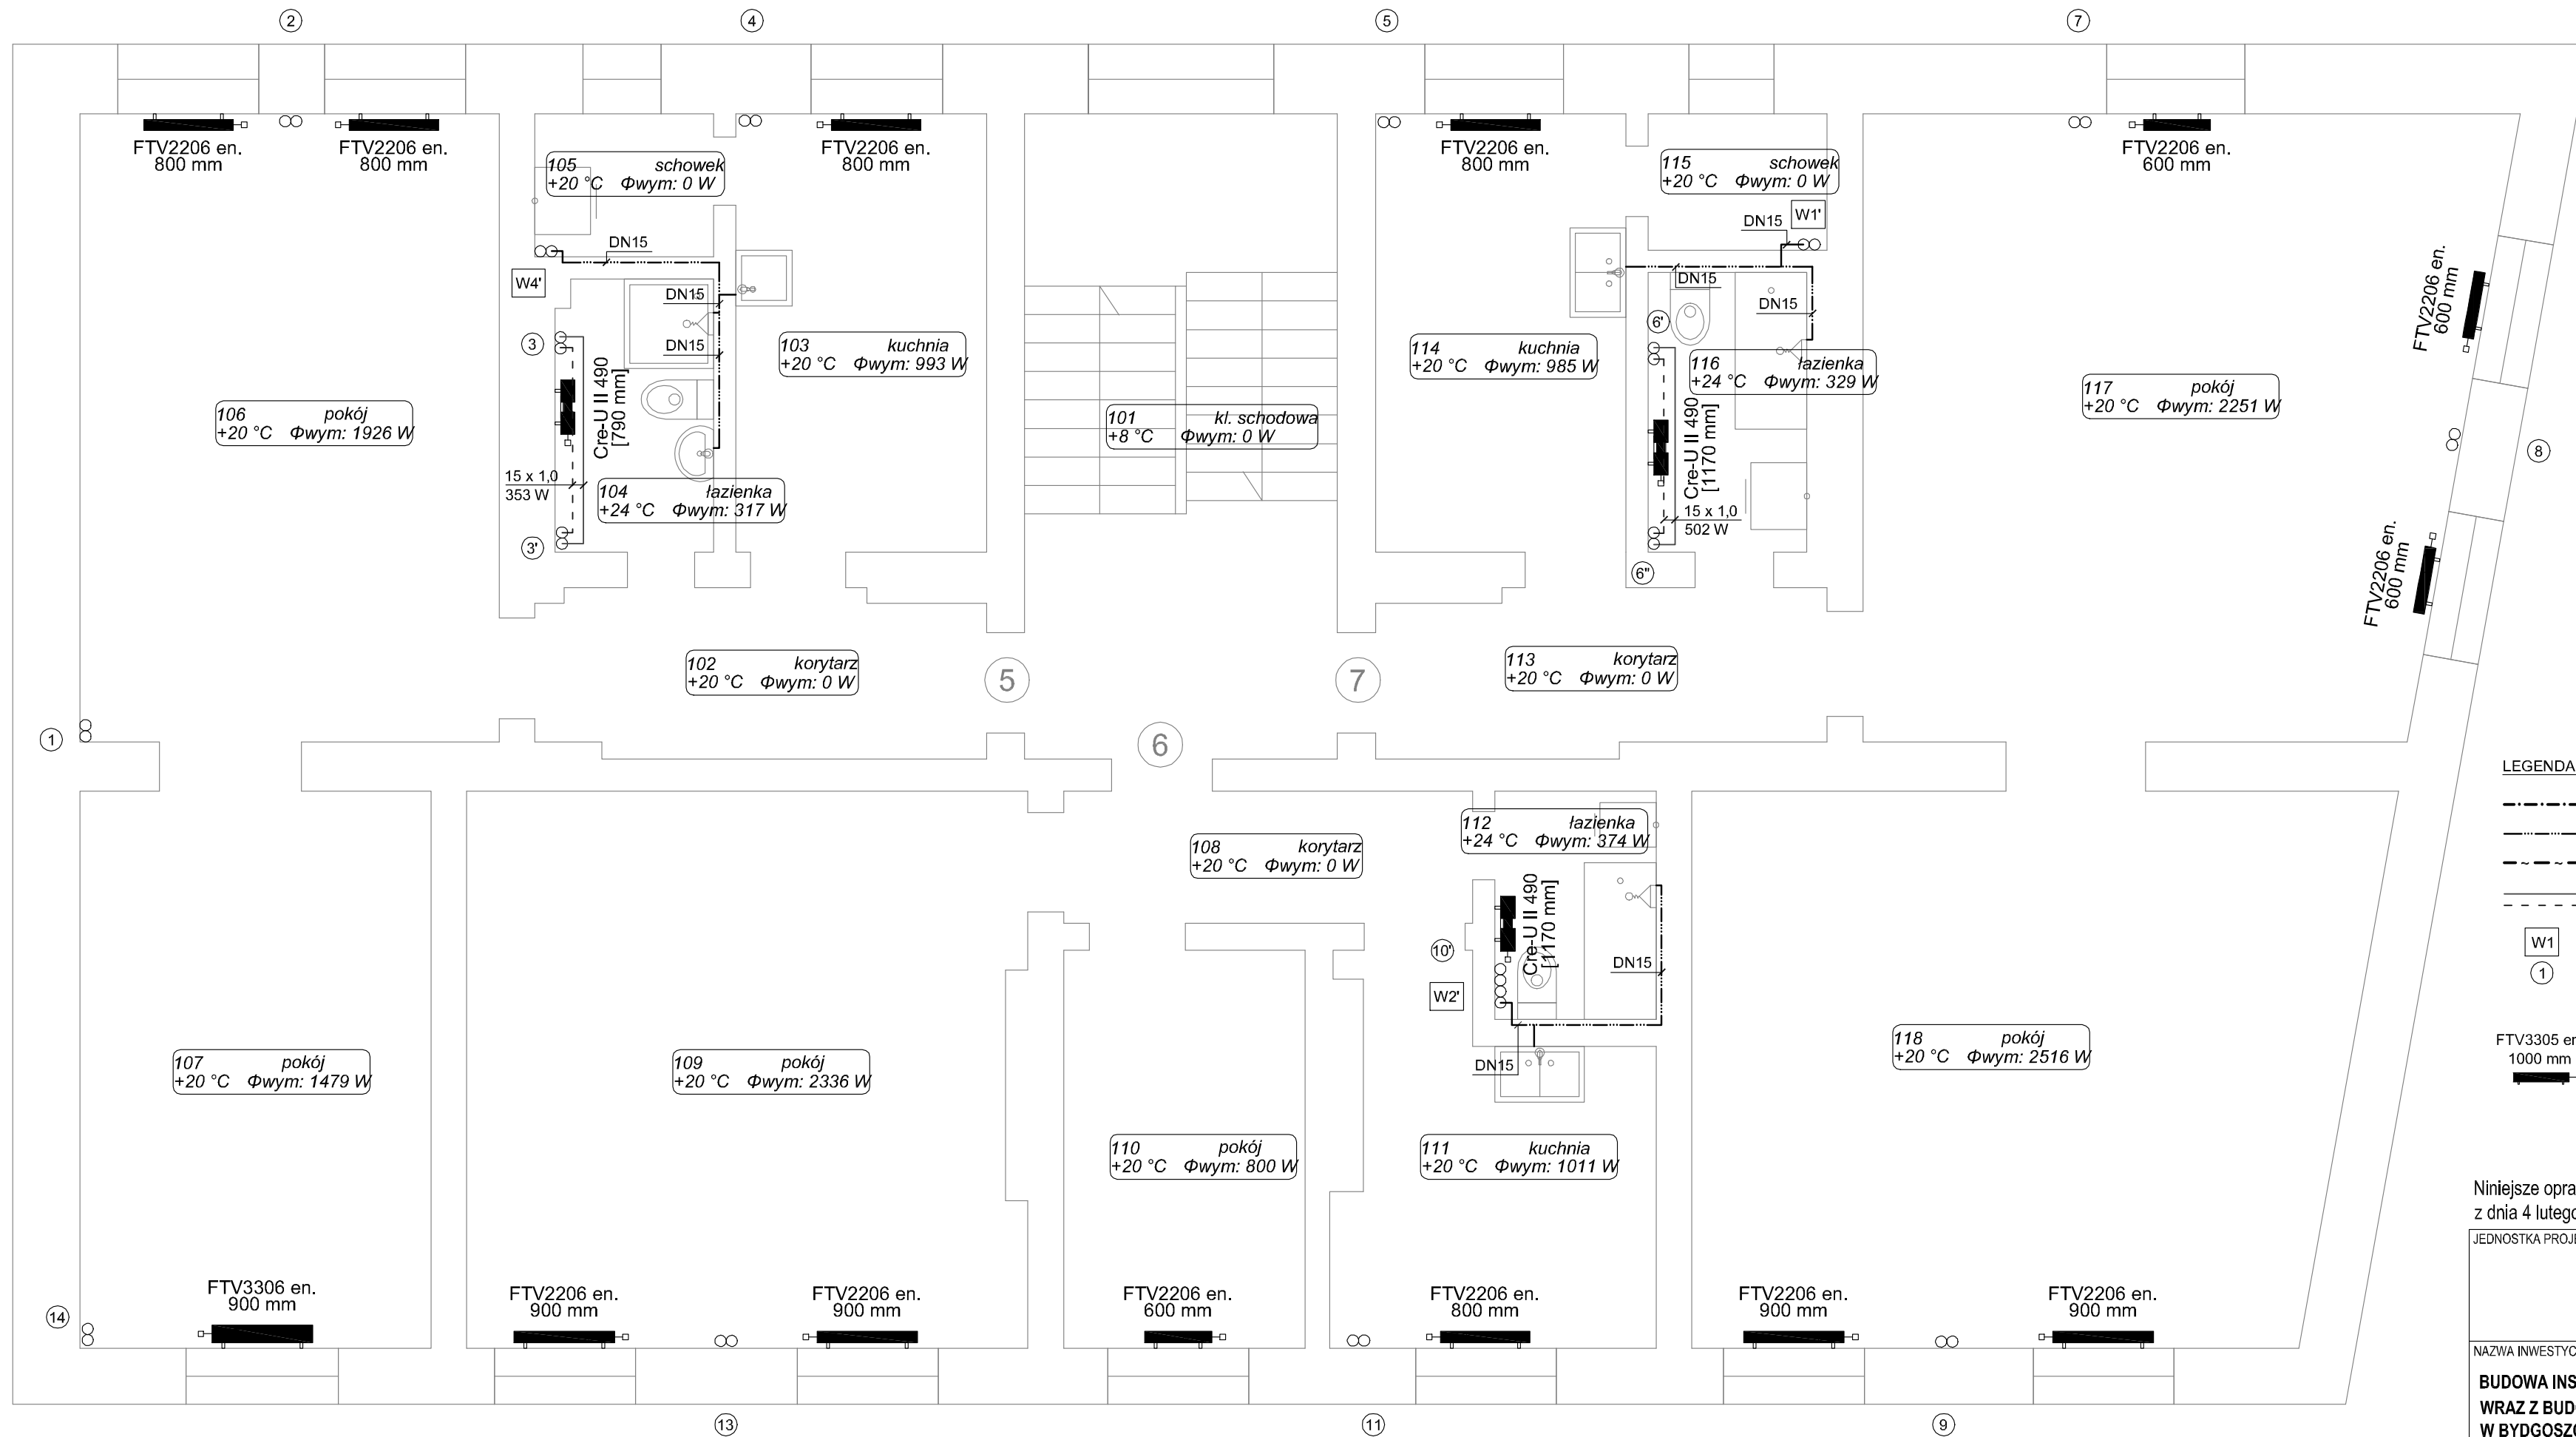 2
4
5
7
FTV2206 en.
800 mm
FTV2206 en.
800 mm
FTV2206 en.
800 mm
FTV2206 en.
800 mm
FTV2206 en.
600 mm
105 schowek
+20 °C Φwym: 0 W
115 schowek
+20 °C Φwym: 0 W
W1'
DN15
DN15
W4'
DN15
DN15
DN15
DN15
FTV2206 en.
600 mm
3
6'
103 kuchnia
+20 °C Φwym: 993 W
114 kuchnia
+20 °C Φwym: 985 W
116 łazienka
+24 °C Φwym: 329 W
Cre-U II 490
[790 mm]
106 pokój
+20 °C Φwym: 1926 W
101 kl. schodowa
+8 °C Φwym: 0 W
Cre-U II 490
[1170 mm]
117 pokój
+20 °C Φwym: 2251 W
8
15 x 1,0
353 W
104 łazienka
+24 °C Φwym: 317 W
15 x 1,0
502 W
3'
6"
FTV2206 en.
600 mm
102 korytarz
+20 °C Φwym: 0 W
5
7
113 korytarz
+20 °C Φwym: 0 W
1
6
LEGENDA
112 łazienka
+24 °C Φwym: 374 W
108 korytarz
+20 °C Φwym: 0 W
Cre-U II 490
[1170 mm]
10'
DN15
W2'
W1
1
DN15
107 pokój
+20 °C Φwym: 1479 W
109 pokój
+20 °C Φwym: 2336 W
118 pokój
+20 °C Φwym: 2516 W
FTV3305 en
1000 mm
110 pokój
+20 °C Φwym: 800 W
111 kuchnia
+20 °C Φwym: 1011 W
Niniejsze opra
z dnia 4 lutego
JEDNOSTKA PROJE
FTV3306 en.
900 mm
FTV2206 en.
900 mm
FTV2206 en.
900 mm
FTV2206 en.
600 mm
FTV2206 en.
800 mm
FTV2206 en.
900 mm
FTV2206 en.
900 mm
14
NAZWA INWESTYC
BUDOWA INS
WRAZ Z BUD
W BYDGOSZ
13
11
9